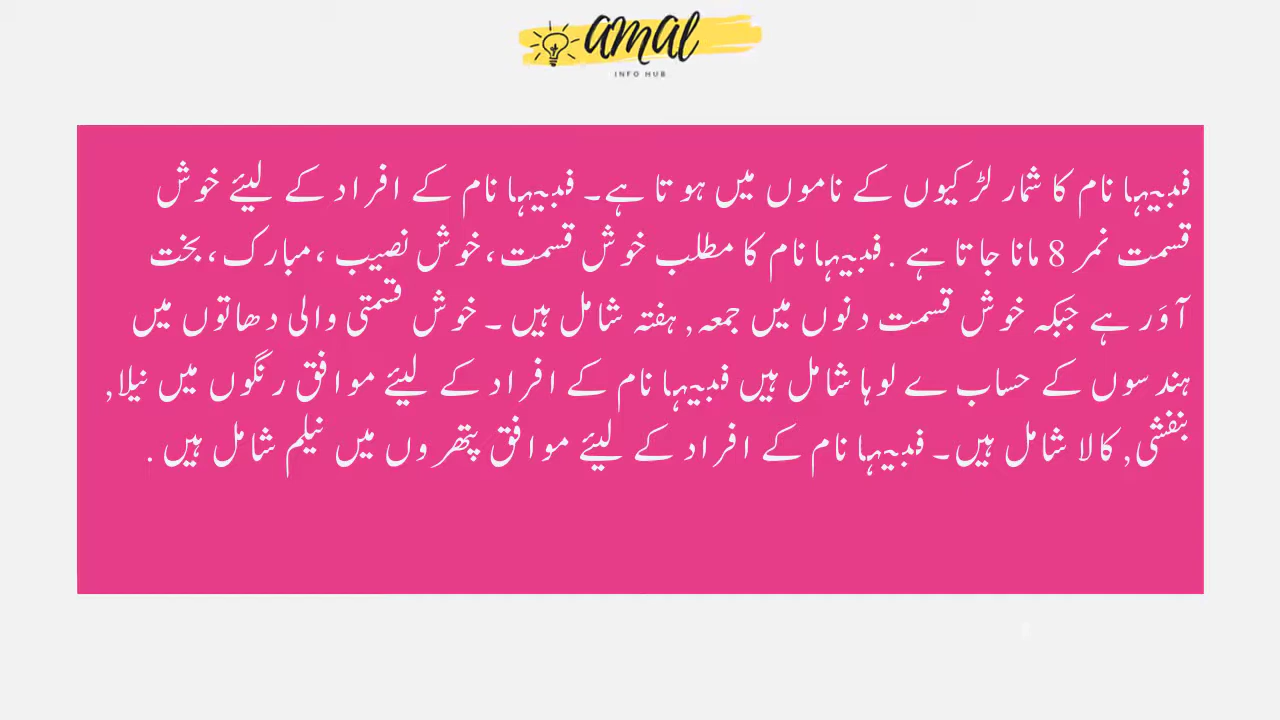 amal
INFO HUB
فبیہا نام کا شمار لڑکیوں کے ناموں میں ہوتا ہے۔ فبیہا نام کے افراد کے لیئے خوش
قسمت نمر 8 مانا جاتا ہے . فبیہا نام کا مطلب خوش قسمت،خوش نصیب ،مبارک، بخت
آوَر ہے جبکہ خوش قسمت دنوں میں جمعہ, ہفتہ شامل ہیں ۔ خوش قسمتی والی دھاتوں میں
ہندسوں کے حساب ے لوہا شامل ہیں فبیہا نام کے افراد کے لیئے موافق رنگوں میں نیلا,
بنفشی, کالا شامل ہیں۔ فبیہا نام کے افراد کے لیئے موافق پتھروں میں نیلم شامل ہیں .